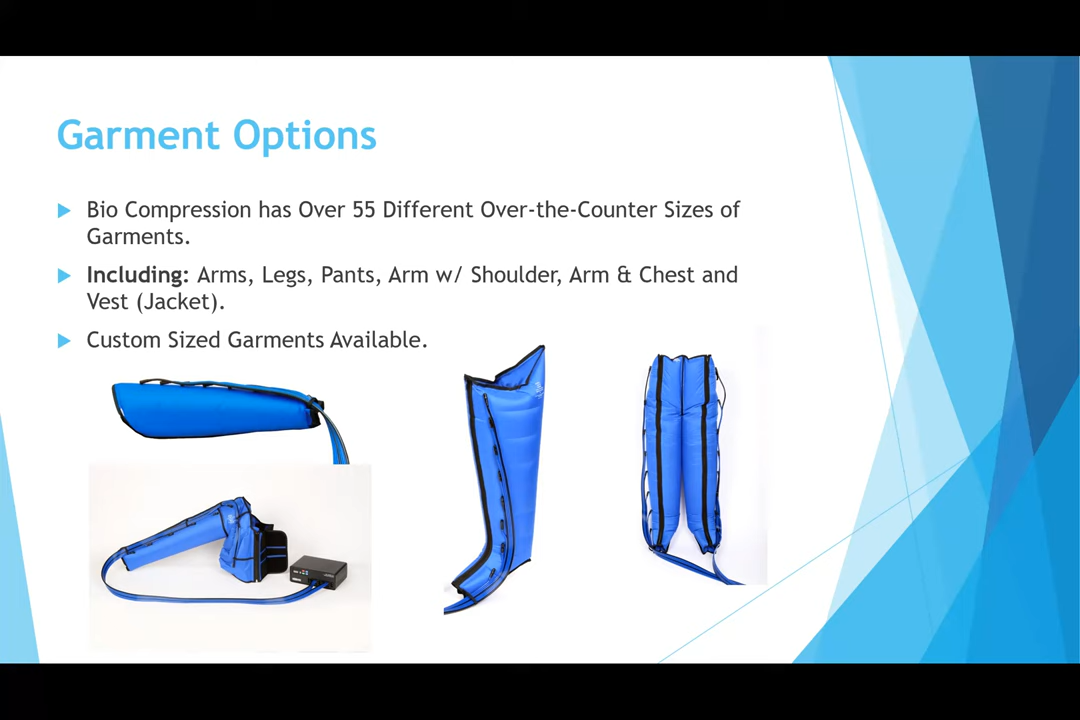 Garment Options
Bio Compression has Over 55 Different Over-the-Counter Sizes of
Garments.
Including: Arms, Legs, Pants, Arm w/ Shoulder, Arm & Chest and
Vest (Jacket).
Custom Sized Garments Available.